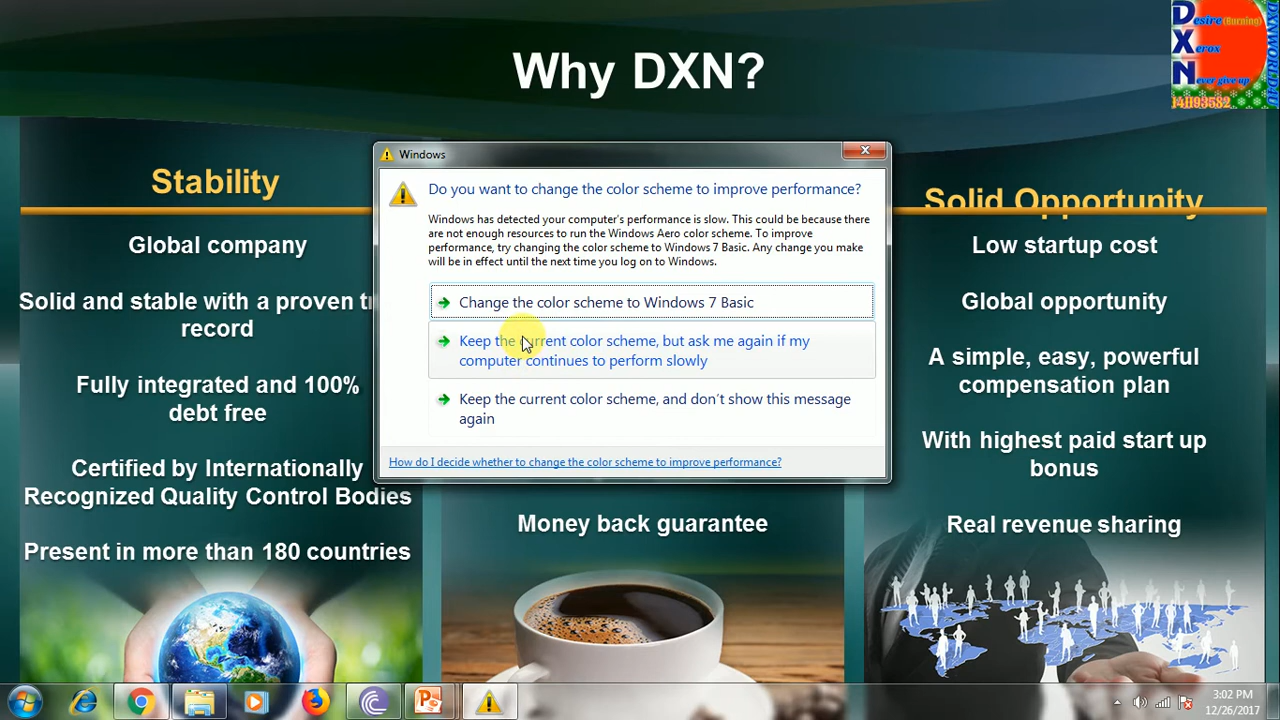 Why DXN?
Desire (Burning)
Xerox
Never give up
14H93582
Stability
Global company
Solid and stable with a proven tr
record
Fully integrated and 100%
debt free
Certified by Internationally
Recognized Quality Control Bodies
Present in more than 180 countries
Windows
Do you want to change the color scheme to improve performance?
Windows has detected your computer's performance is slow. This could be because there
are not enough resources to run the Windows Aero color scheme. To improve
performance, try changing the color scheme to Windows 7 Basic. Any change you make
will be in effect until the next time you log on to Windows.
Change the color scheme to Windows 7 Basic
Keep the current color scheme, but ask me again if my
computer continues to perform slowly
Keep the current color scheme, and don't show this message
again
How do I decide whether to change the color scheme to improve performance?
Money back guarantee
Solid Opportunity
Low startup cost
Global opportunity
A simple, easy, powerful
compensation plan
With highest paid start up
bonus
Real revenue sharing
3:02 PM
12/26/2017